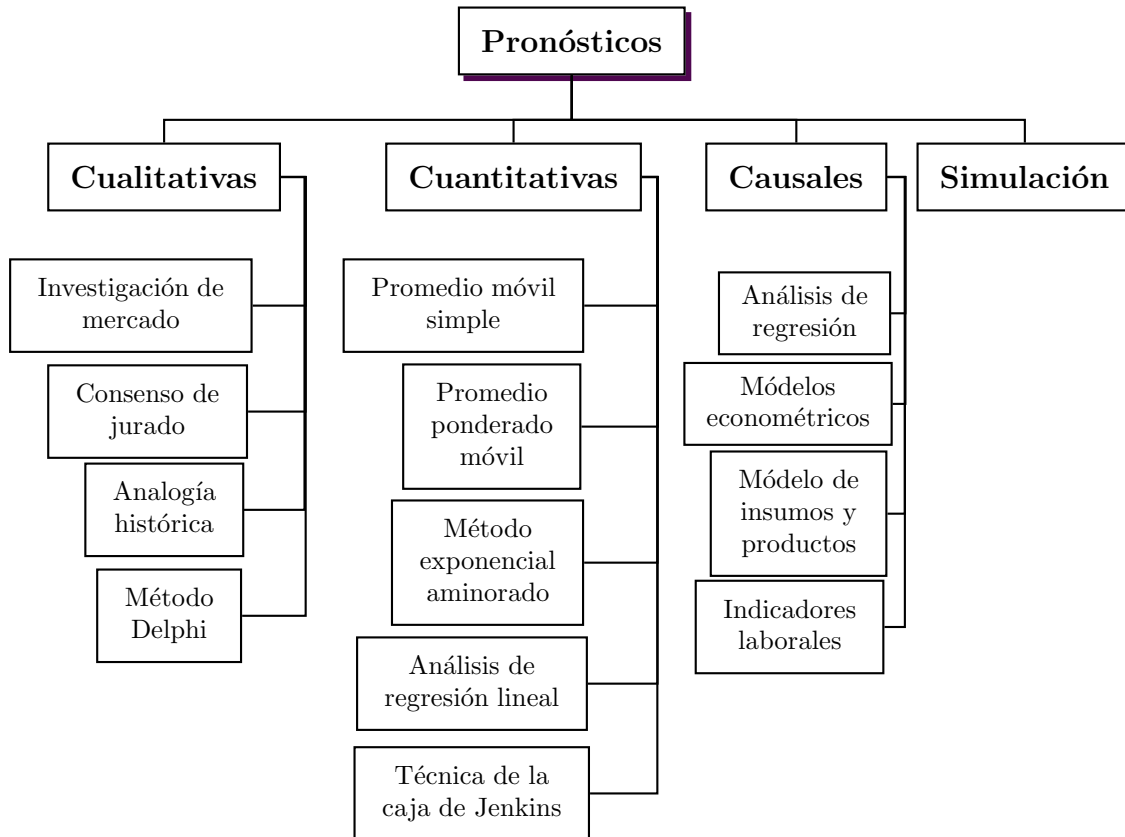 Pronósticos
Cualitativas
Cuantitativas
Causales
Simulación
Investigación de
mercado
Consenso de
jurado
Analogía
histórica
Método
Delphi
Promedio móvil
simple
Promedio
ponderado
móvil
Método
exponencial
aminorado
Análisis de
regresión lineal
Técnica de la
caja de Jenkins
Análisis de
regresión
Módelos
econométricos
Módelo de
insumos y
productos
Indicadores
laborales